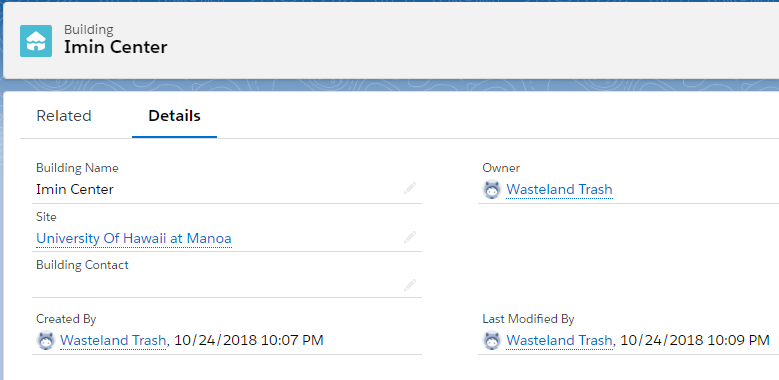 Building
Imin Center
Related Details
Building Name
Imin Center
Owner
Wasteland Trash
Site
University Of Hawaii at Manoa
Building Contact
Created By
Wasteland Trash, 10/24/2018 10:07 PM
Last Modified By
Wasteland Trash, 10/24/2018 10:09 PM